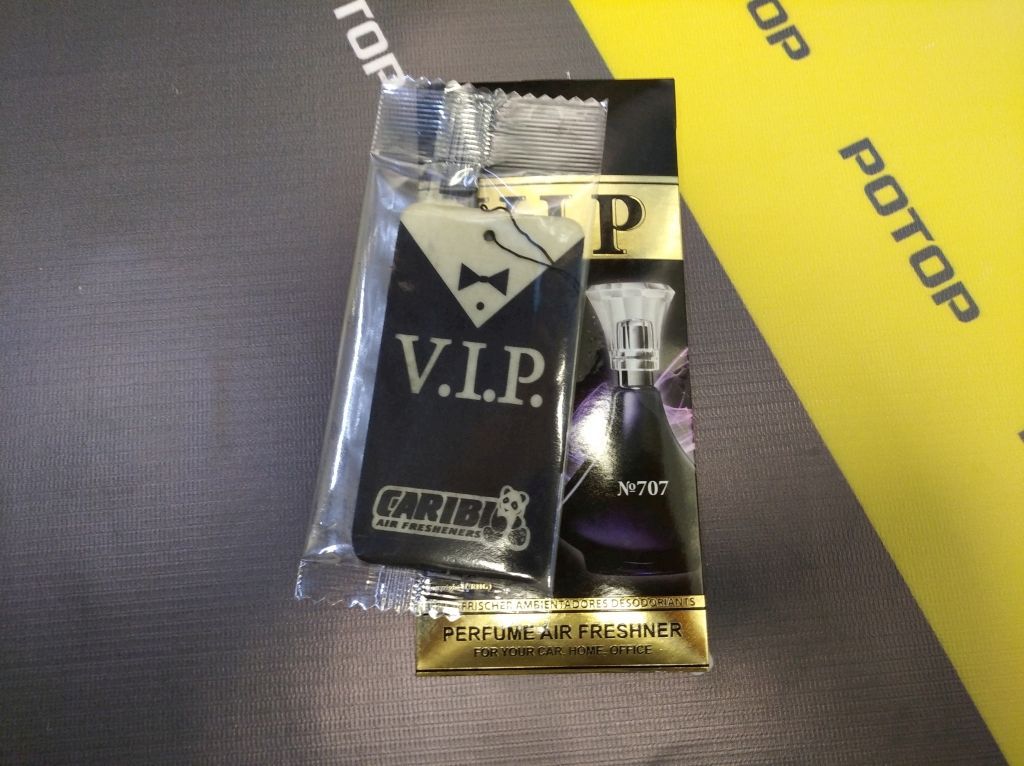 РОТОР
V.I.P.
CARIBI
AIR FRESHENERS
№707
PERFUME AIR FRESHNER
FOR YOUR CAR, HOME, OFFICE
AMBIENTADORES DESODORIANTS